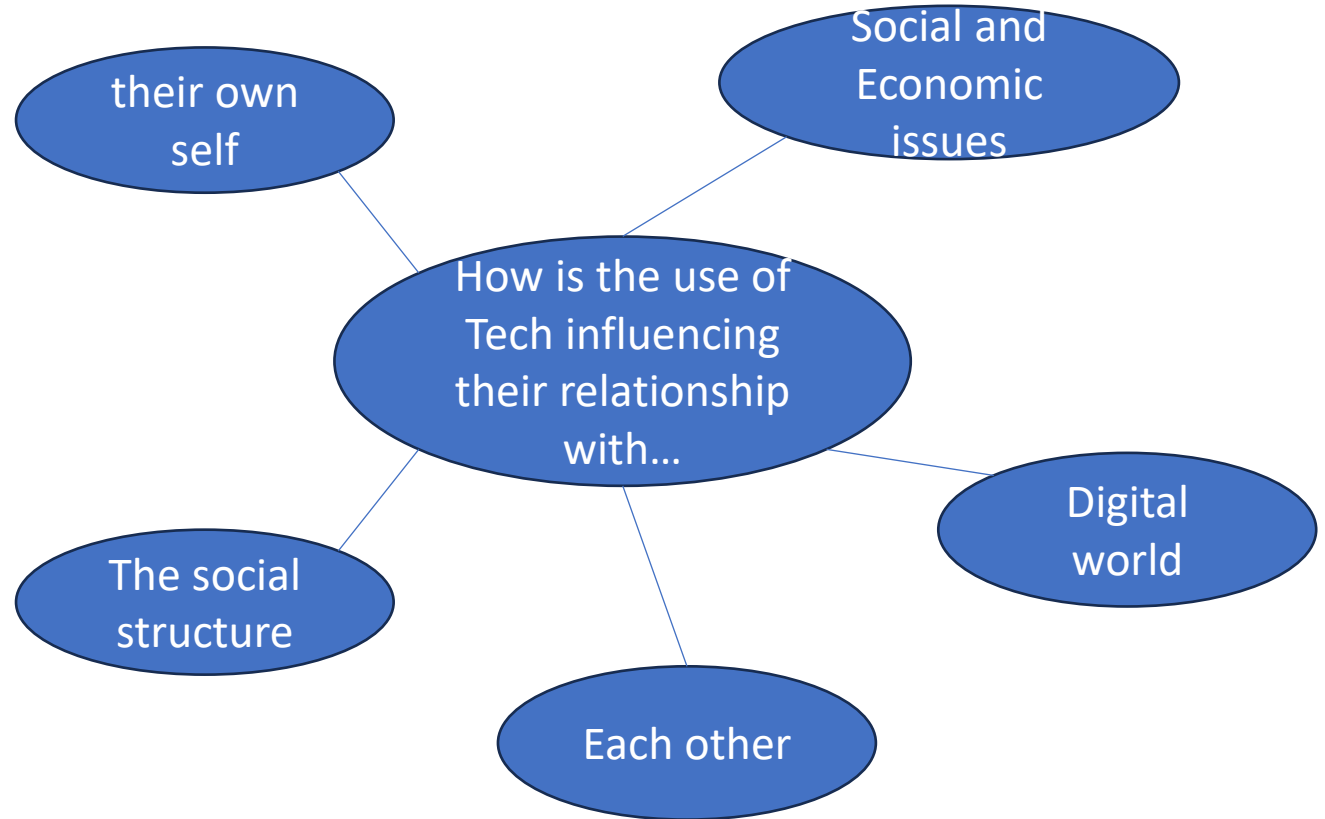 their own
self
Social and
Economic
issues
How is the use of
Tech influencing
their relationship
with…
Digital
world
The social
structure
Each other